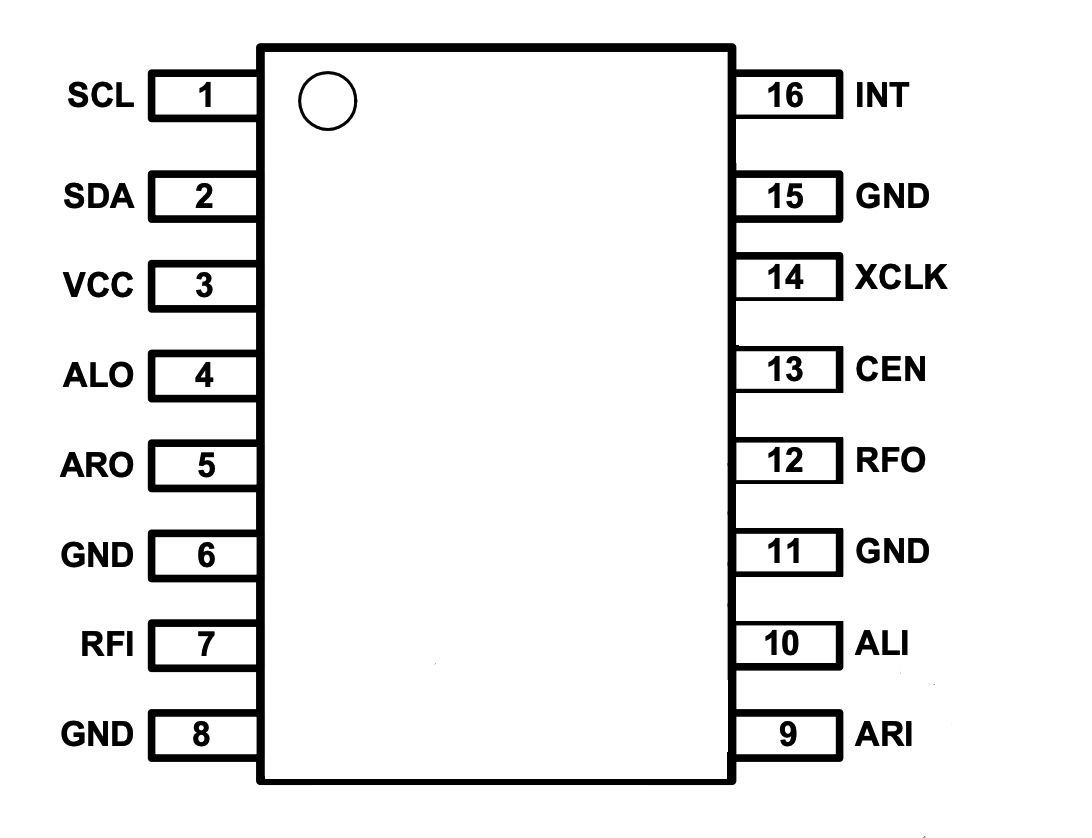 SCL 1 16 INT
SDA 2 15 GND
VCC 3 14 XCLK
ALO 4 13 CEN
ARO 5 12 RFO
GND 6 11 GND
RFI 7 10 ALI
GND 8 9 ARI